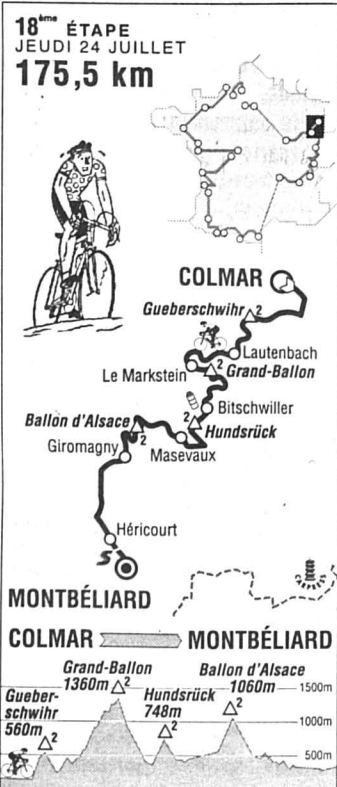 18ème ÉTAPE
JEUDI 24 JUILLET
175,5 km
COLMAR
Gueberschwihr 2
Lautenbach
2 Grand-Ballon
Le Markstein
Bitschwiller
2 Hundsrück
Ballon d'Alsace 2
Masevaux
Giromagny
Héricourt
S
MONTBÉLIARD
COLMAR MONTBÉLIARD
Grand-Ballon
1360m 2
Ballon d'Alsace
1060m
2
Hundsrück
748m
2
Gueber-
schwihr
560m
2
1500m
1000m
500m